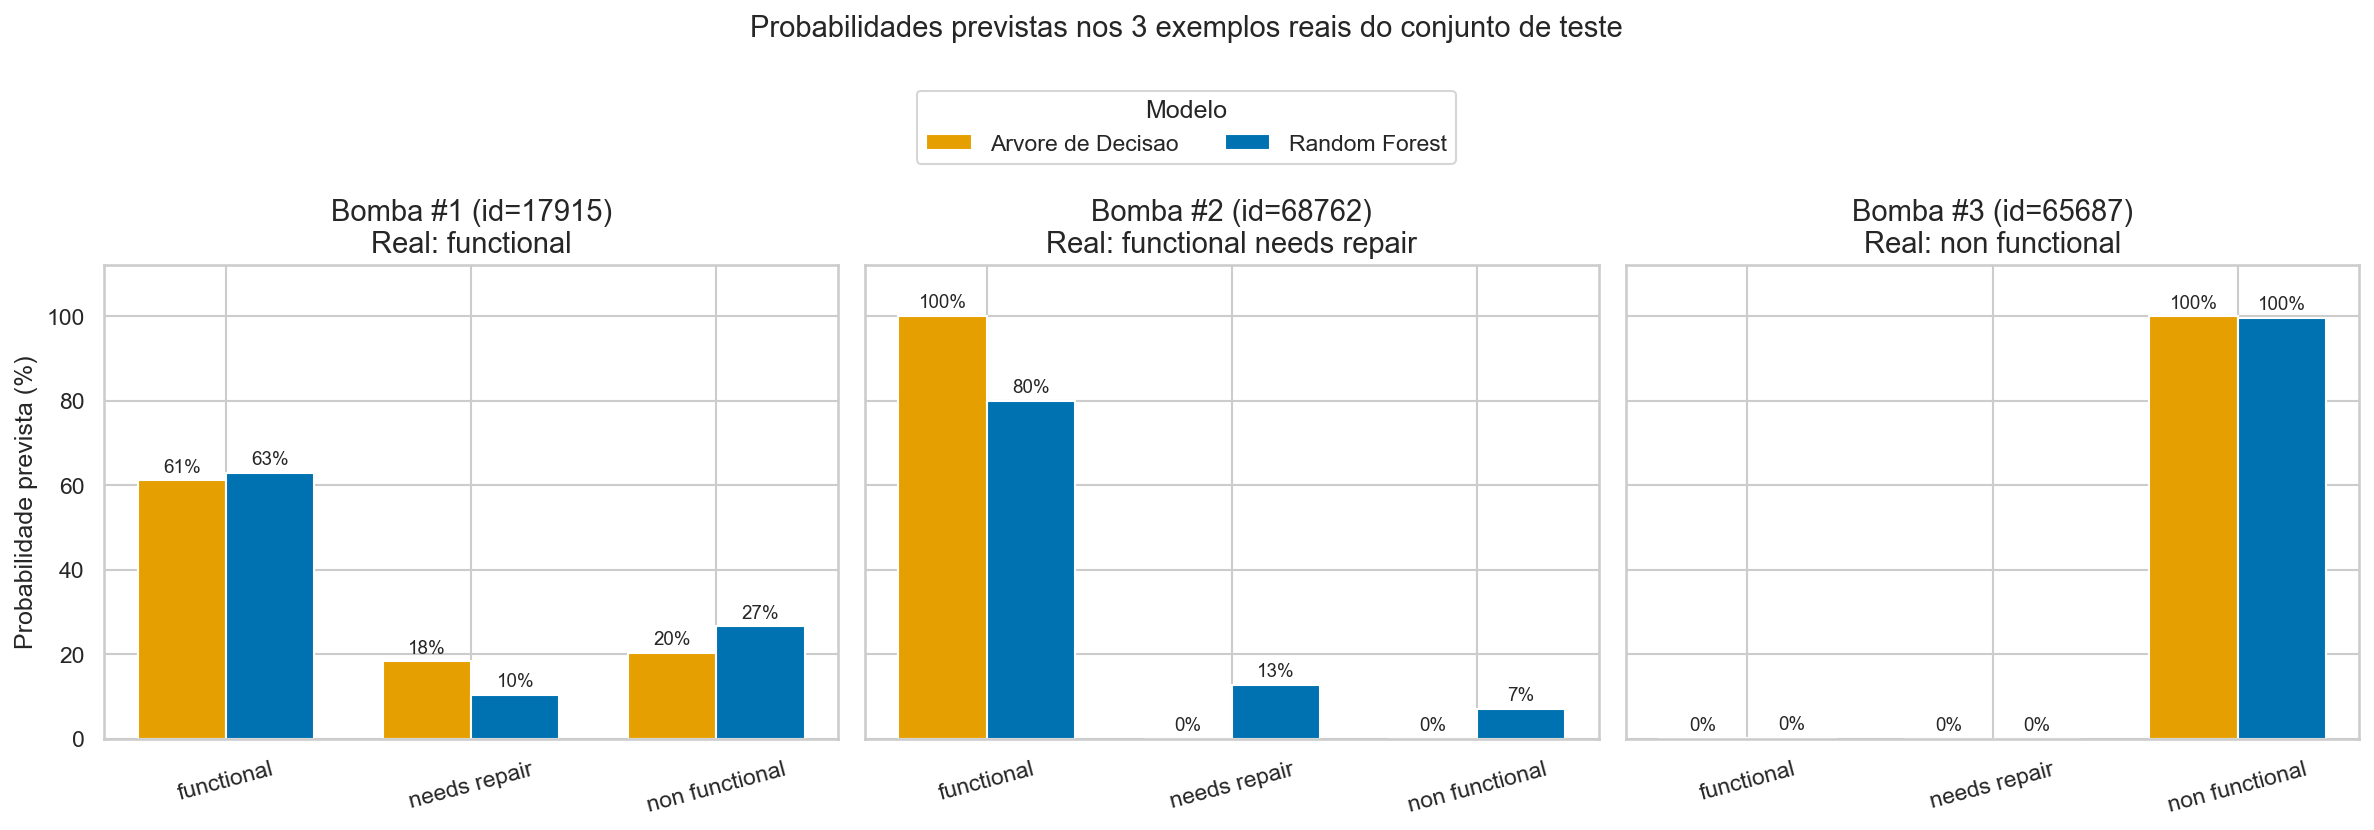 Probabilidades previstas nos 3 exemplos reais do conjunto de teste
Modelo
Arvore de Decisao
Random Forest
Bomba #1 (id=17915)
Real: functional
Bomba #2 (id=68762)
Real: functional needs repair
Bomba #3 (id=65687)
Real: non functional
Probabilidade prevista (%)
100
80
60
40
20
0
61%
63%
18%
10%
20%
27%
functional
needs repair
non functional
100%
80%
0%
13%
0%
7%
functional
needs repair
non functional
0%
0%
0%
0%
100%
100%
functional
needs repair
non functional